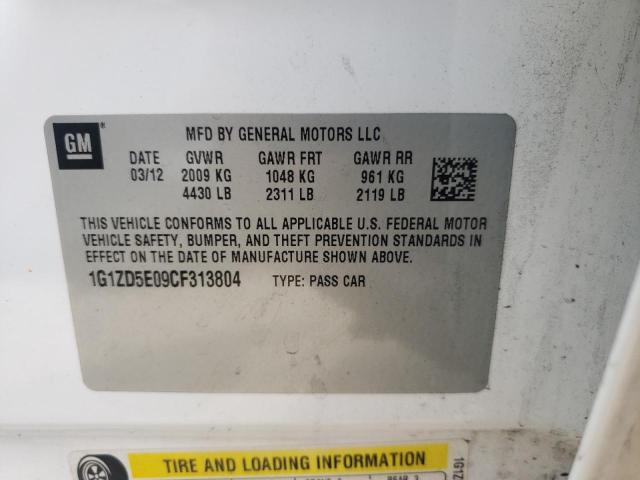 GM
MFD BY GENERAL MOTORS LLC
DATE GVWR GAWR FRT GAWR RR
03/12 2009 KG 1048 KG 961 KG
4430 LB 2311 LB 2119 LB
THIS VEHICLE CONFORMS TO ALL APPLICABLE U.S. FEDERAL MOTOR
VEHICLE SAFETY, BUMPER, AND THEFT PREVENTION STANDARDS IN
EFFECT ON THE DATE OF MANUFACTURE SHOWN ABOVE.
1G1ZD5E09CF313804 TYPE: PASS CAR
TIRE AND LOADING INFORMATION
1G1Z